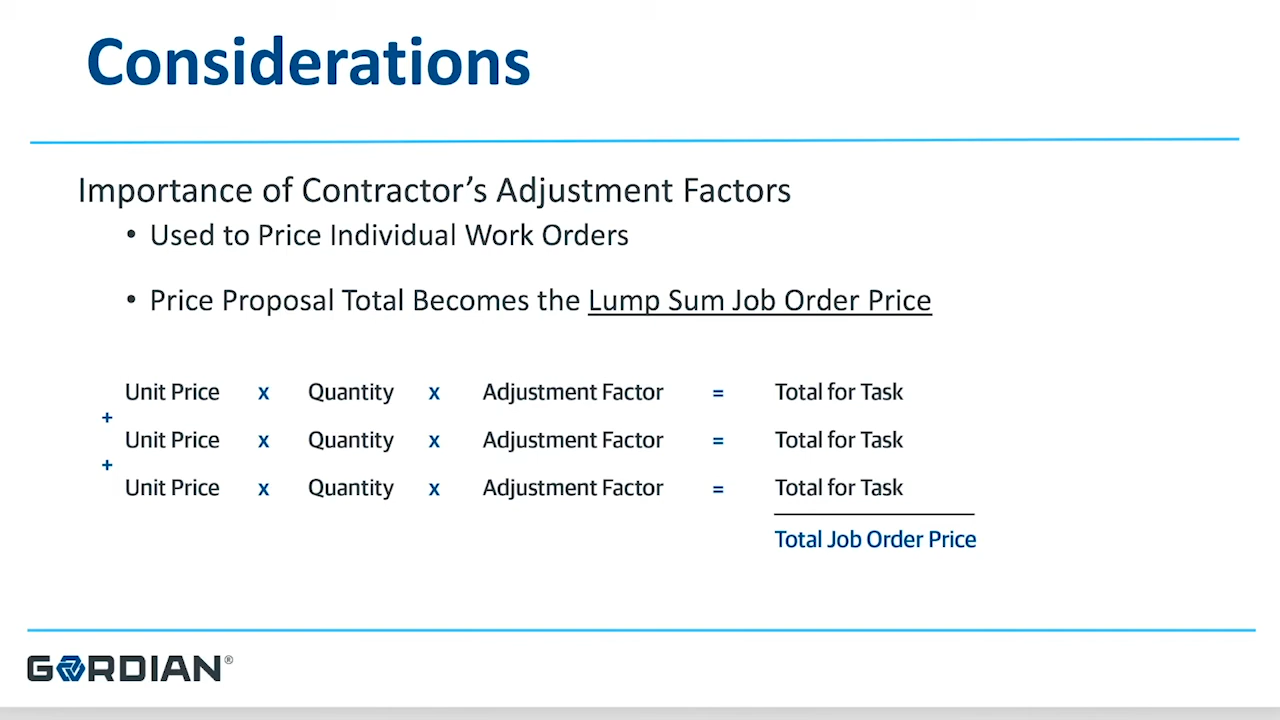 Considerations
Importance of Contractor’s Adjustment Factors
• Used to Price Individual Work Orders
• Price Proposal Total Becomes the Lump Sum Job Order Price
Unit Price x Quantity x Adjustment Factor = Total for Task
+
Unit Price x Quantity x Adjustment Factor = Total for Task
+
Unit Price x Quantity x Adjustment Factor = Total for Task
Total Job Order Price
GORDIAN®